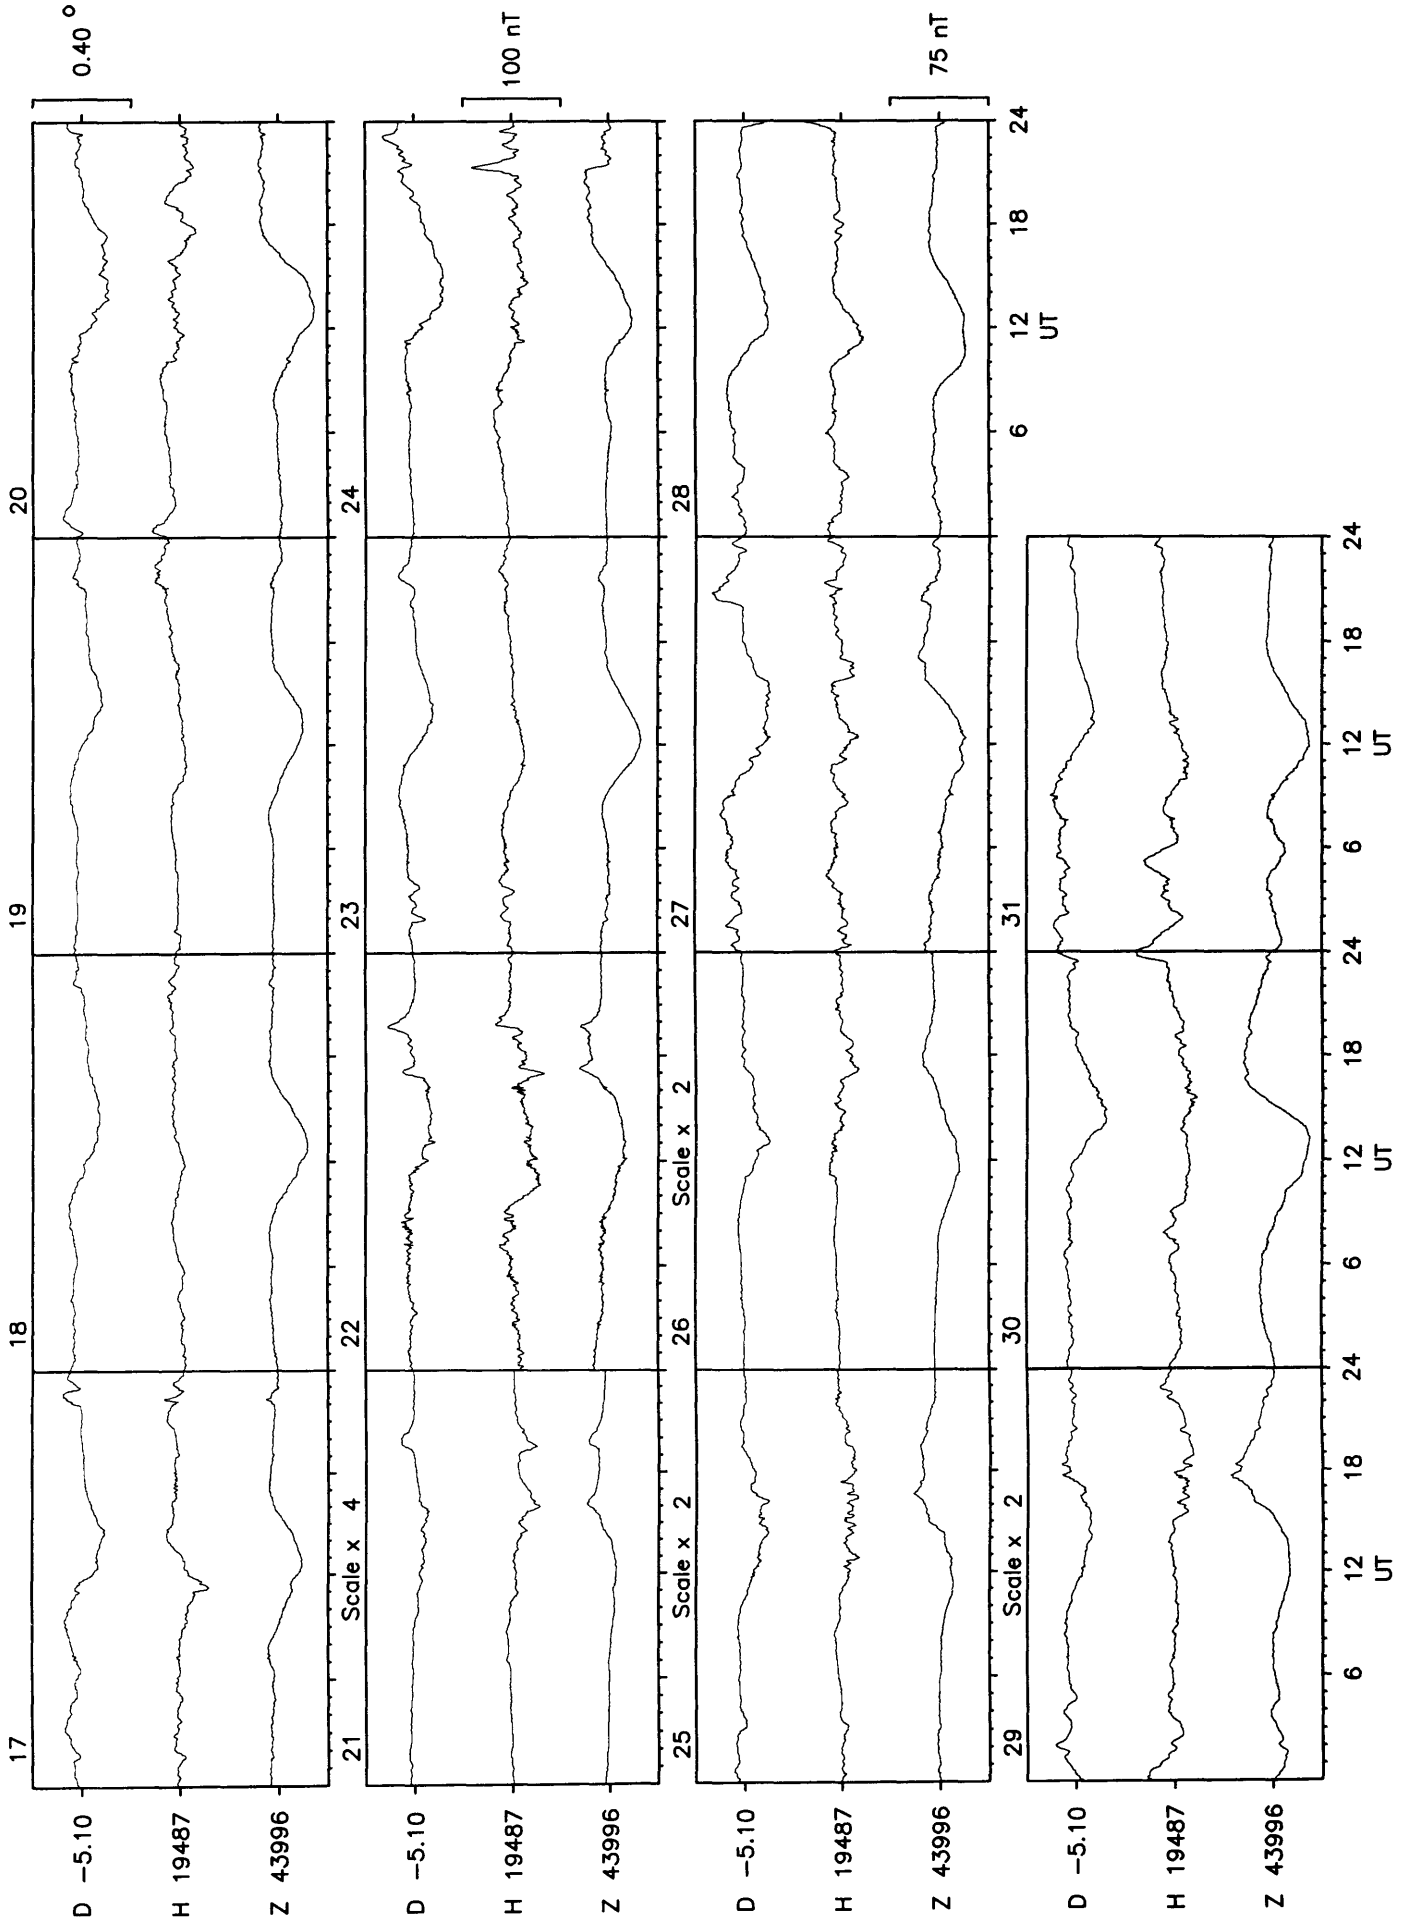 17 18 19 20
D -5.10
H 19487
Z 43996
0.40 °
21 Scale x 4 22 23 24
D -5.10
H 19487
Z 43996
100 nT
25 Scale x 2 26 Scale x 2 27 28
D -5.10
H 19487
Z 43996
75 nT
6 12 18 24
UT
29 Scale x 2 30 31
D -5.10
H 19487
Z 43996
6 12 18 24 6 12 18 24 6 12 18 24
UT UT UT